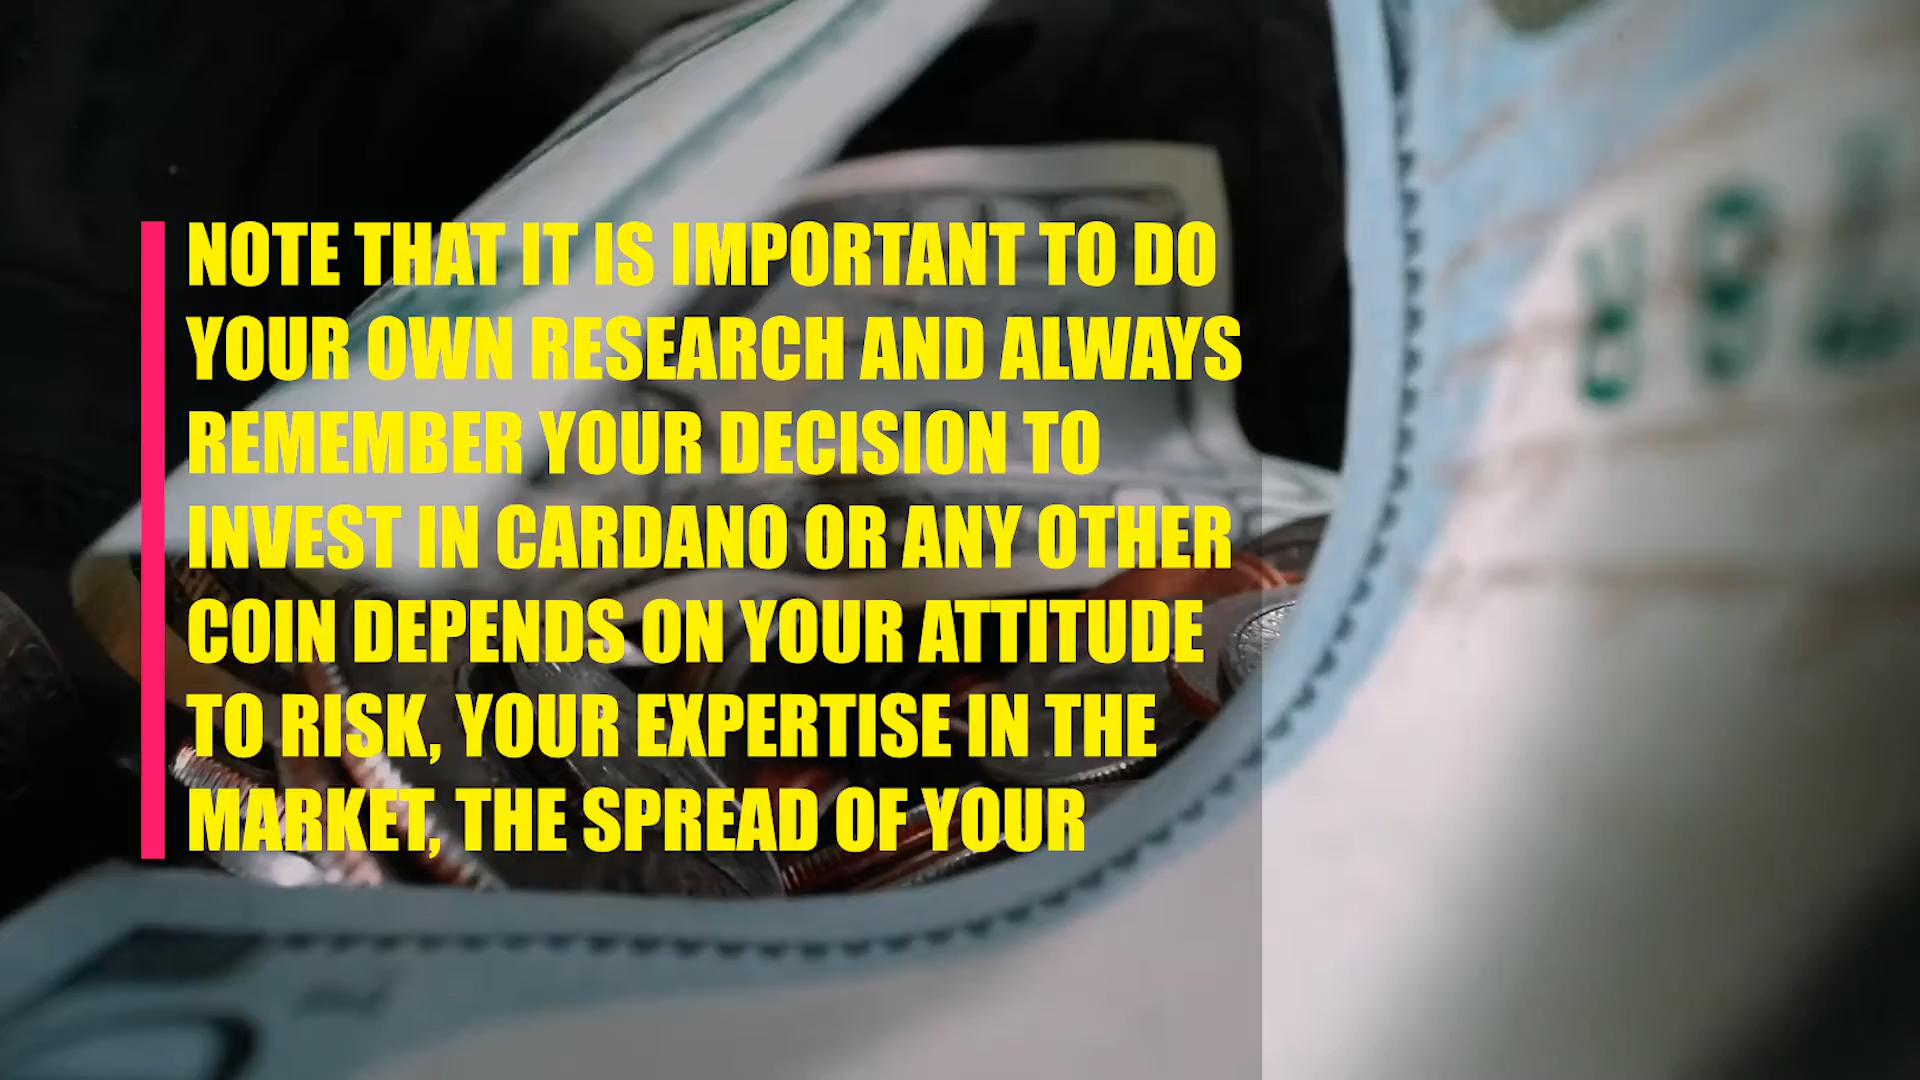 NOTE THAT IT IS IMPORTANT TO DO
YOUR OWN RESEARCH AND ALWAYS
REMEMBER YOUR DECISION TO
INVEST IN CARDANO OR ANY OTHER
COIN DEPENDS ON YOUR ATTITUDE
TO RISK, YOUR EXPERTISE IN THE
MARKET, THE SPREAD OF YOUR